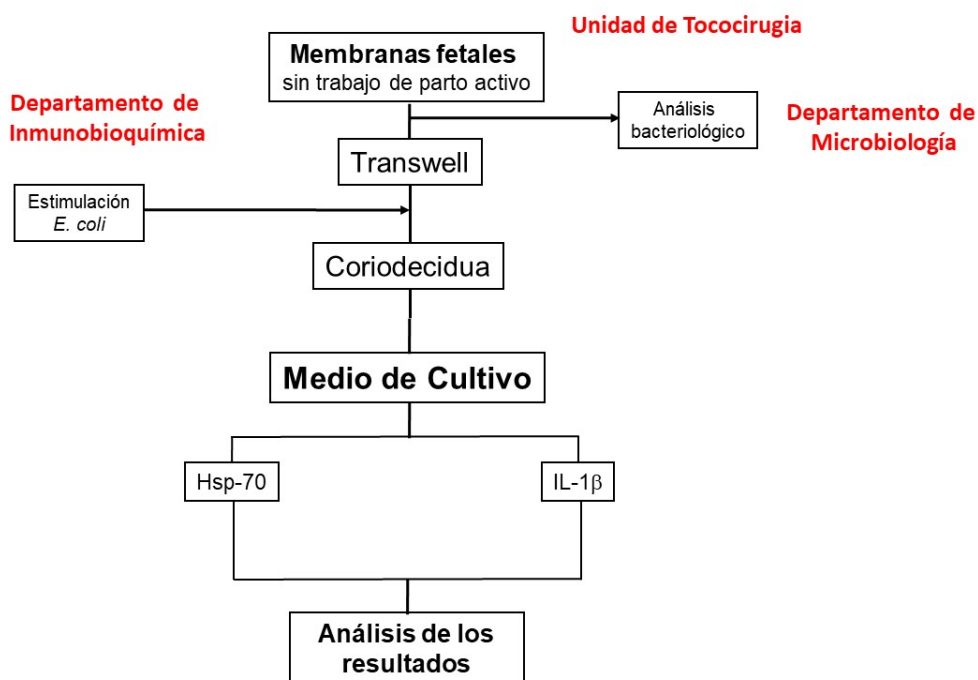 Unidad de Tococirugia
Membranas fetales
sin trabajo de parto activo
Departamento de
Inmunobioquímica
Análisis
bacteriológico
Departamento de
Microbiología
Transwell
Estimulación
E. coli
Coriodecidua
Medio de Cultivo
Hsp-70
IL-1β
Análisis de los
resultados